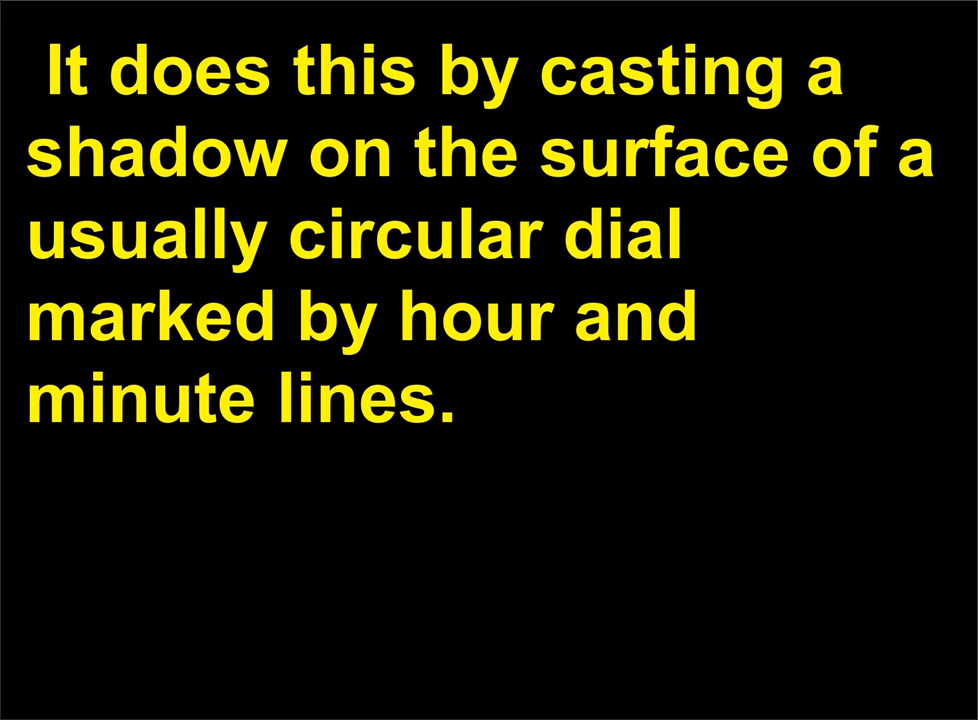 It does this by casting a
shadow on the surface of a
usually circular dial
marked by hour and
minute lines.